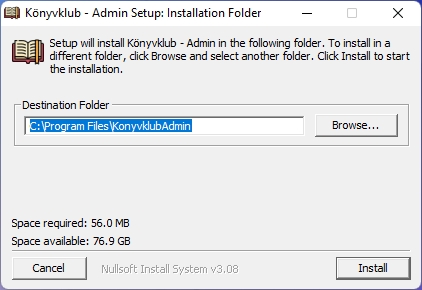 Könyvklub - Admin Setup: Installation Folder
Setup will install Könyvklub - Admin in the following folder. To install in a
different folder, click Browse and select another folder. Click Install to start
the installation.
Destination Folder
C:\Program Files\KonyvklubAdmin
Browse...
Space required: 56.0 MB
Space available: 76.9 GB
Cancel
Nullsoft Install System v3.08
Install